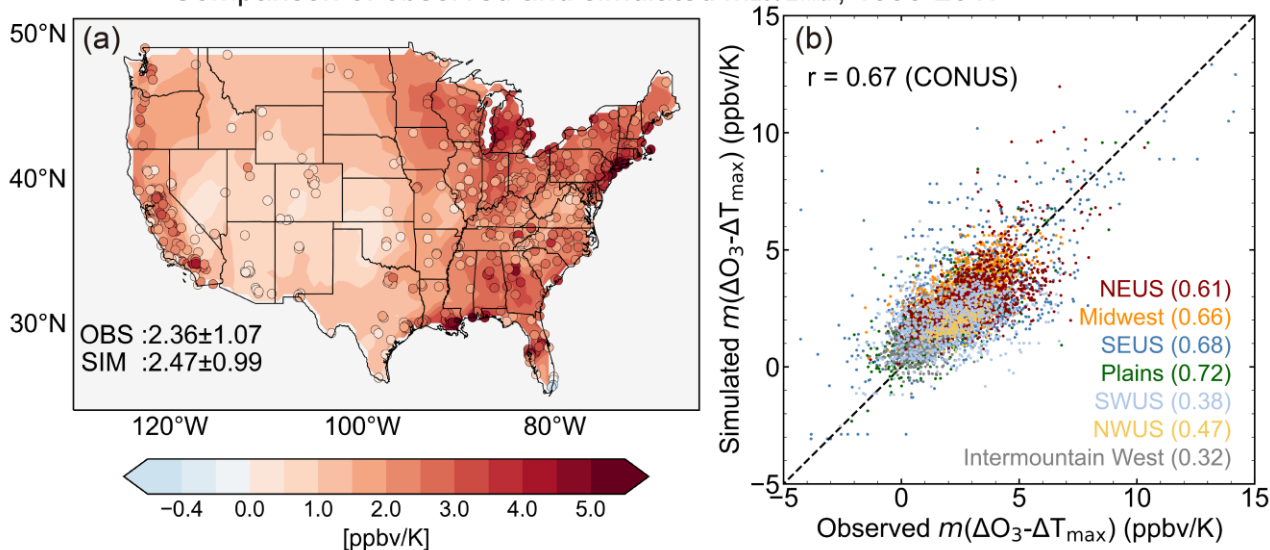 50°N
40°N
30°N
(a)
OBS :2.36±1.07
SIM :2.47±0.99
120°W 100°W 80°W
−0.4 0.0 1.0 2.0 3.0 4.0 5.0
[ppbv/K]
(b)
r = 0.67 (CONUS)
NEUS (0.61)
Midwest (0.66)
SEUS (0.68)
Plains (0.72)
SWUS (0.38)
NWUS (0.47)
Intermountain West (0.32)
15
10
5
0
−5
Simulated m(ΔO₃-ΔTmax) (ppbv/K)
−5 0 5 10 15
Observed m(ΔO₃-ΔTmax) (ppbv/K)